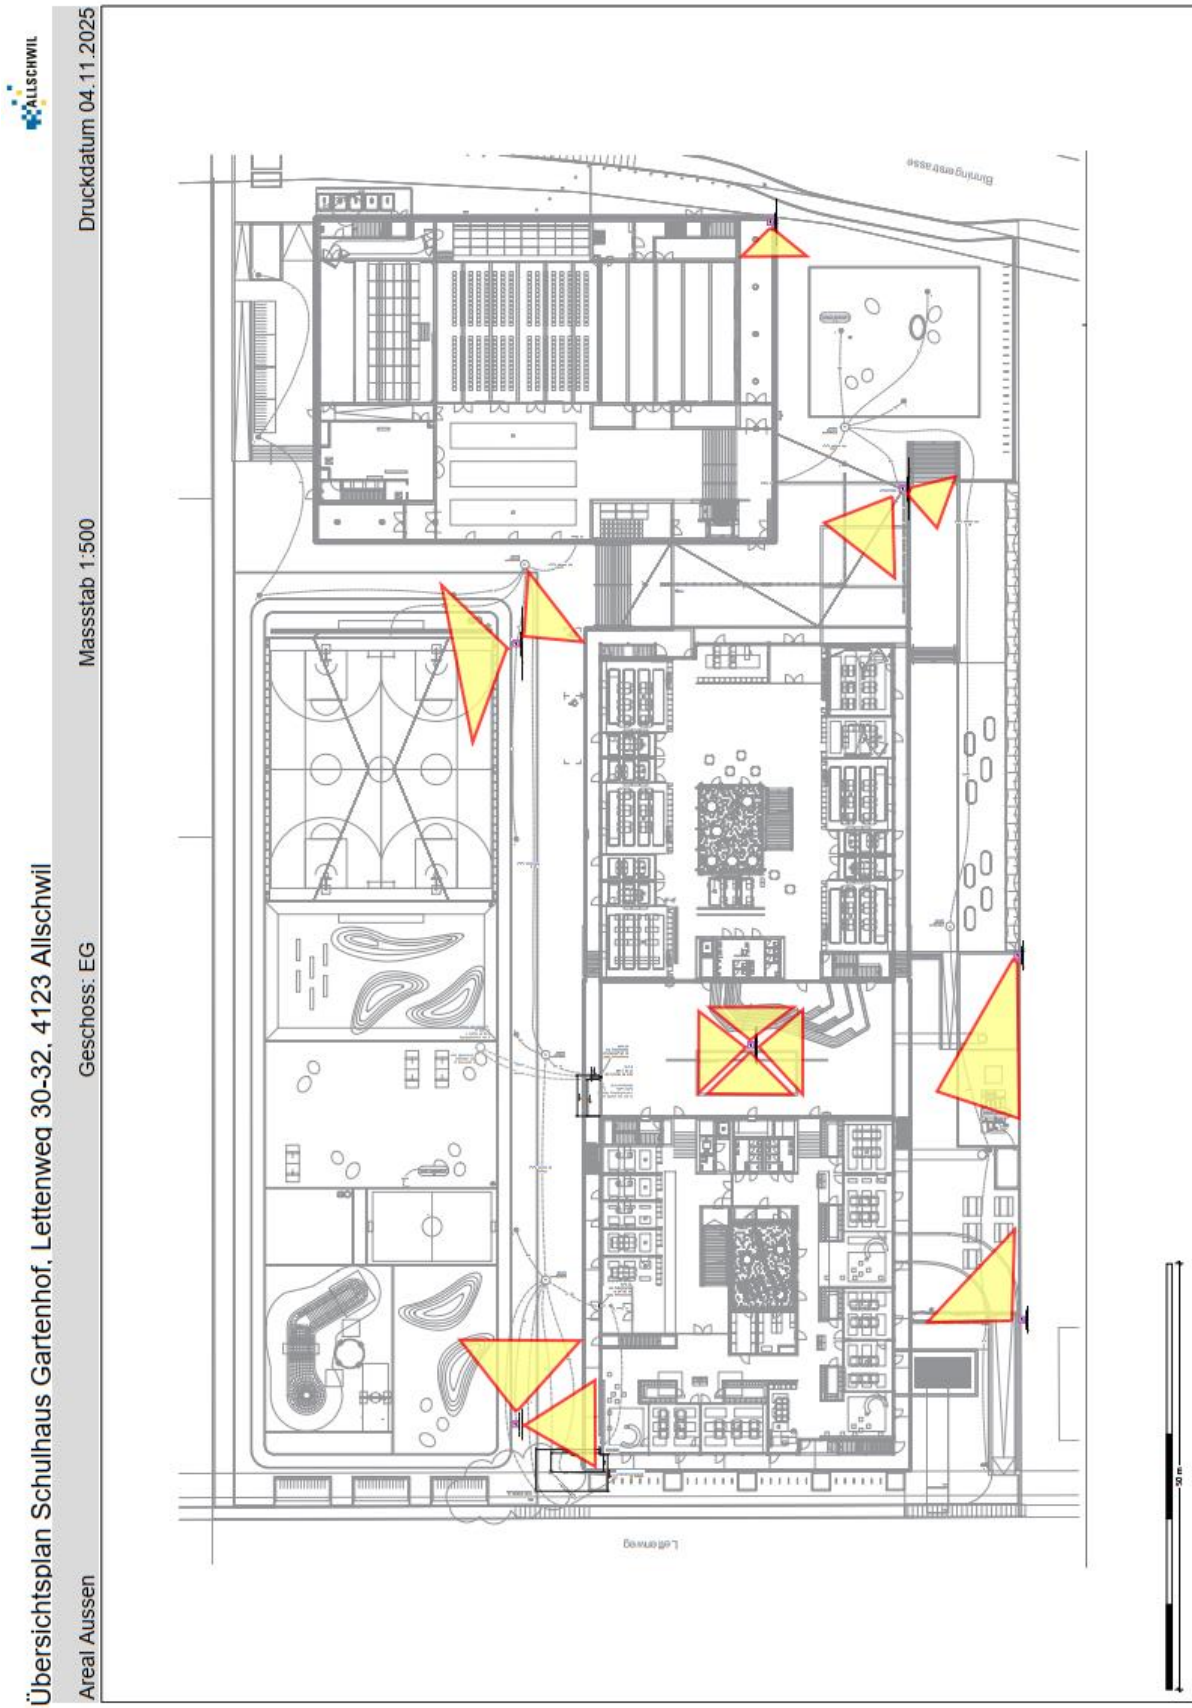 Übersichtsplan Schulhaus Gartenhof, Lettenweg 30-32, 4123 Allschwil
ALLSCHWIL
Areal Aussen
Geschoss: EG
Massstab 1:500
Druckdatum 04.11.2025
Binningerstrasse
Lettenweg
50 m